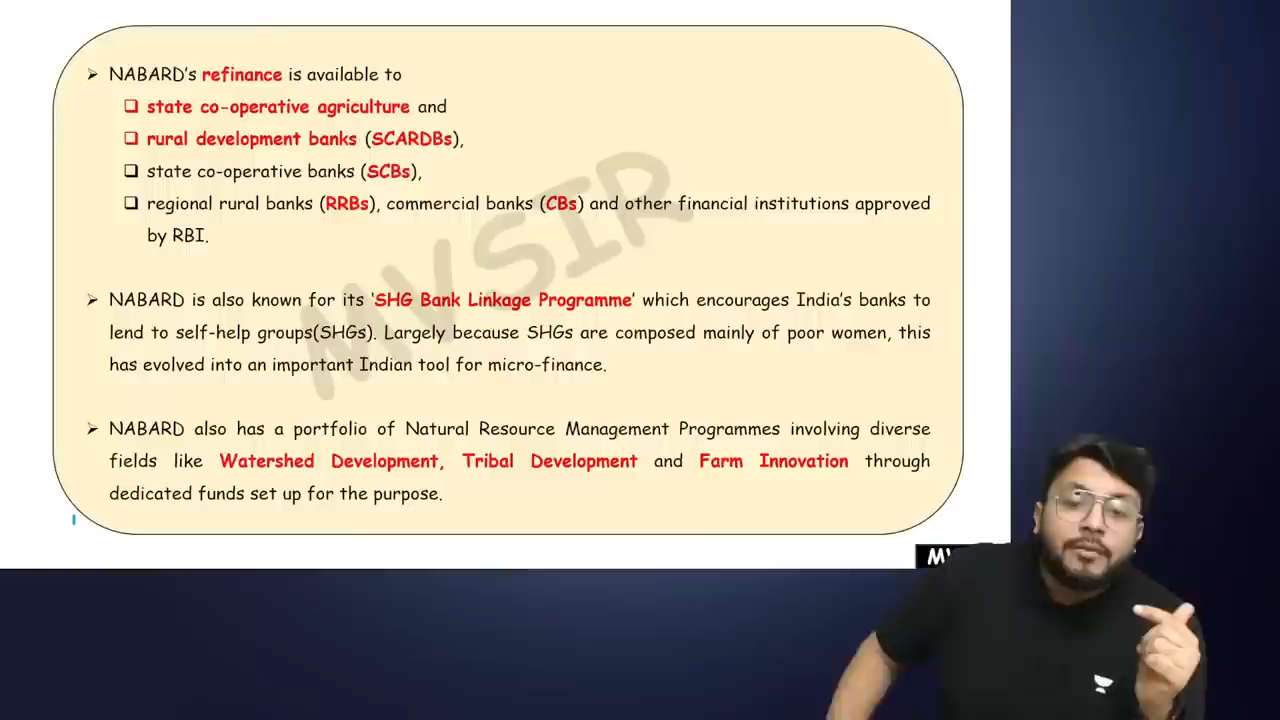 ➢ NABARD's refinance is available to
❑ state co-operative agriculture and
❑ rural development banks (SCARDBs),
❑ state co-operative banks (SCBs),
❑ regional rural banks (RRBs), commercial banks (CBs) and other financial institutions approved
by RBI.
➢ NABARD is also known for its 'SHG Bank Linkage Programme' which encourages India's banks to
lend to self-help groups(SHGs). Largely because SHGs are composed mainly of poor women, this
has evolved into an important Indian tool for micro-finance.
➢ NABARD also has a portfolio of Natural Resource Management Programmes involving diverse
fields like Watershed Development, Tribal Development and Farm Innovation through
dedicated funds set up for the purpose.
MVSIR